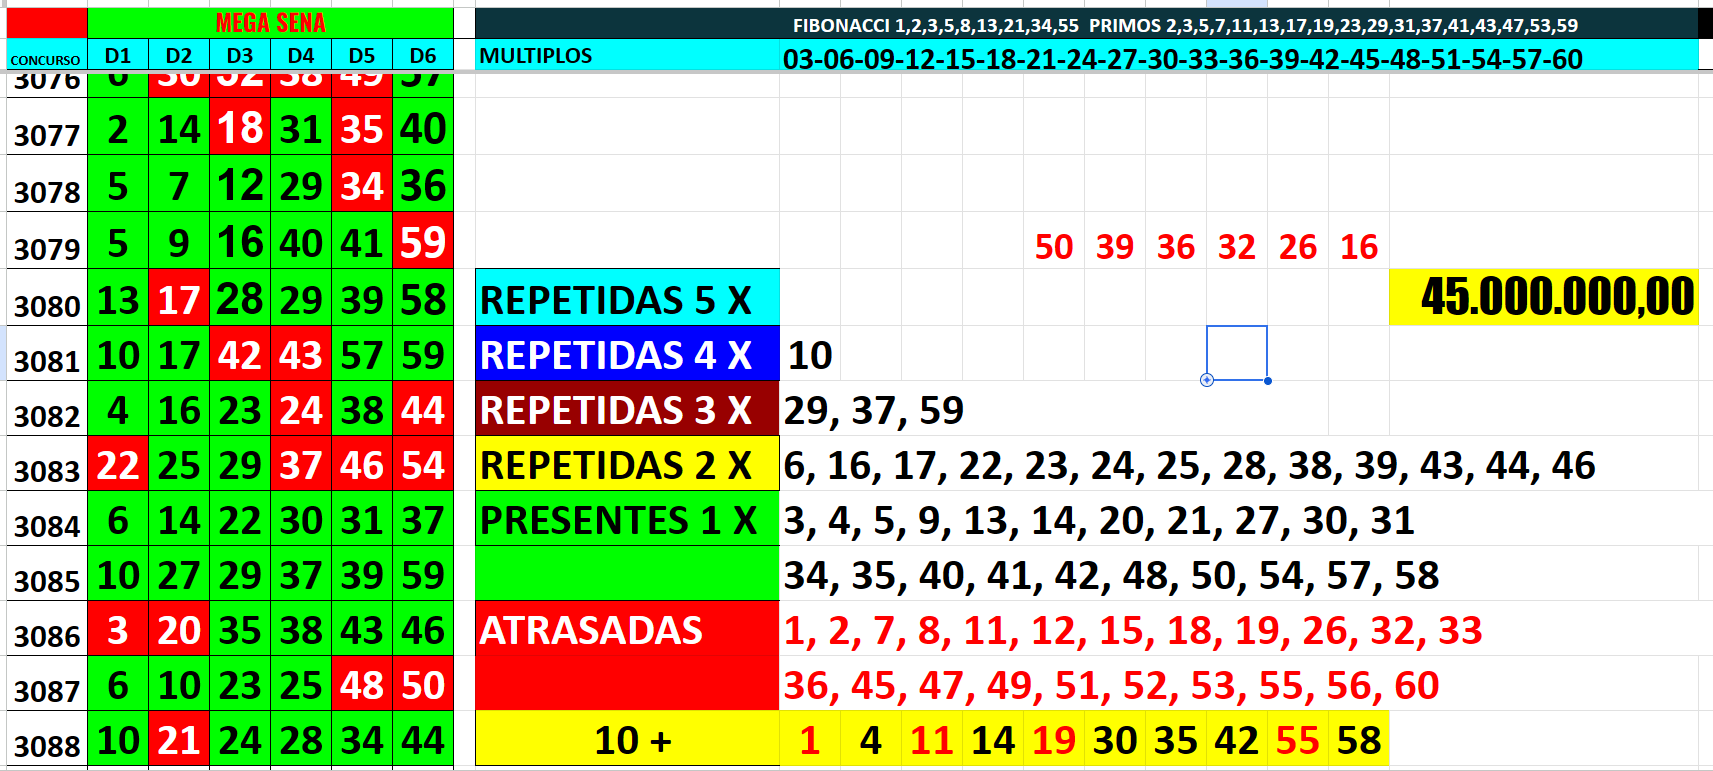 MEGA SENA FIBONACCI 1,2,3,5,8,13,21,34,55 PRIMOS 2,3,5,7,11,13,17,19,23,29,31,37,41,43,47,53,59
CONCURSO D1 D2 D3 D4 D5 D6 MULTIPLOS 03-06-09-12-15-18-21-24-27-30-33-36-39-42-45-48-51-54-57-60
3076 6 30 32 38 49 57
3077 2 14 18 31 35 40
3078 5 7 12 29 34 36
3079 5 9 16 40 41 59 50 39 36 32 26 16
3080 13 17 28 29 39 58 REPETIDAS 5 X 45.000.000,00
3081 10 17 42 43 57 59 REPETIDAS 4 X 10
3082 4 16 23 24 38 44 REPETIDAS 3 X 29, 37, 59
3083 22 25 29 37 46 54 REPETIDAS 2 X 6, 16, 17, 22, 23, 24, 25, 28, 38, 39, 43, 44, 46
3084 6 14 22 30 31 37 PRESENTES 1 X 3, 4, 5, 9, 13, 14, 20, 21, 27, 30, 31
3085 10 27 29 37 39 59 34, 35, 40, 41, 42, 48, 50, 54, 57, 58
3086 3 20 35 38 43 46 ATRASADAS 1, 2, 7, 8, 11, 12, 15, 18, 19, 26, 32, 33
3087 6 10 23 25 48 50 36, 45, 47, 49, 51, 52, 53, 55, 56, 60
3088 10 21 24 28 34 44 10 + 1 4 11 14 19 30 35 42 55 58